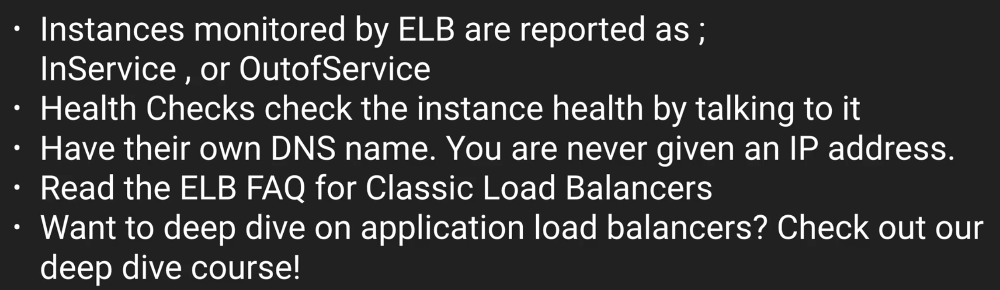 • Instances monitored by ELB are reported as ;
InService , or OutofService
• Health Checks check the instance health by talking to it
• Have their own DNS name. You are never given an IP address.
• Read the ELB FAQ for Classic Load Balancers
• Want to deep dive on application load balancers? Check out our
deep dive course!